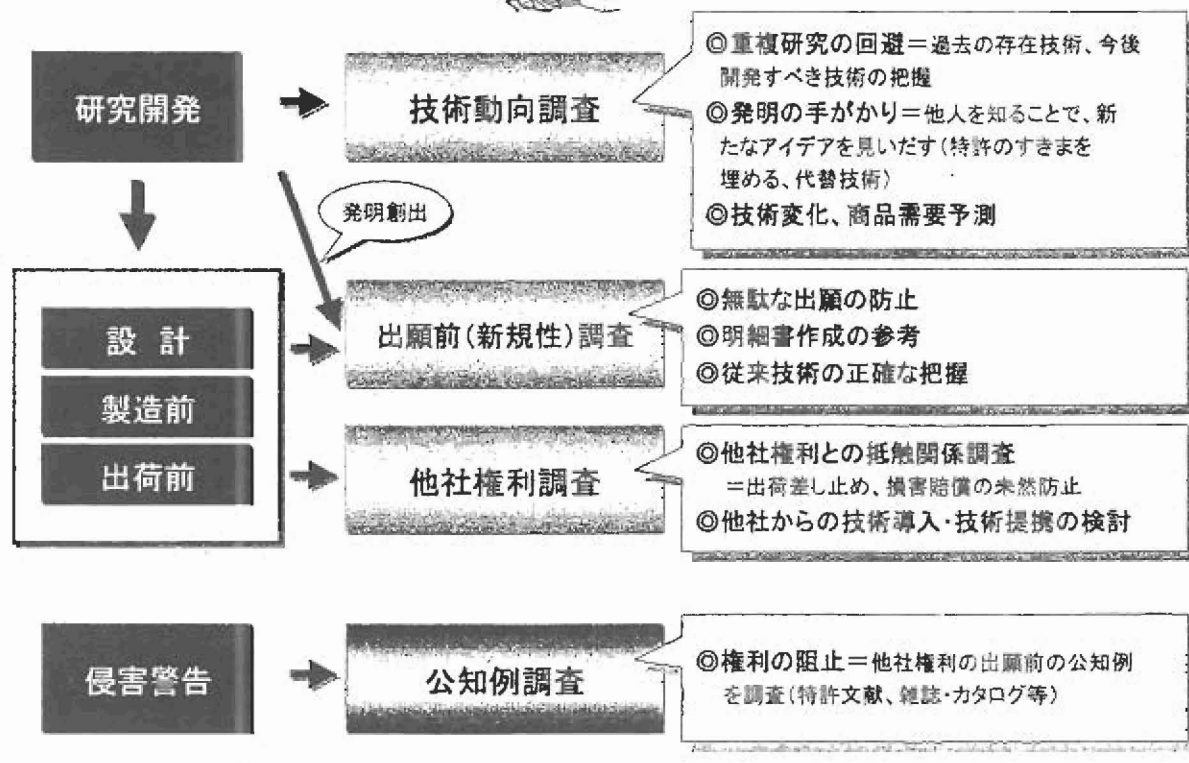 研究開発
技術動向調査
◎重複研究の回避＝過去の存在技術、今後
開発すべき技術の把握
◎発明の手がかり＝他人を知ることで、新
たなアイデアを見いだす（特許のすきまを
埋める、代替技術）
◎技術変化、商品需要予測
発明創出
設 計
製造前
出荷前
出願前（新規性）調査
◎無駄な出願の防止
◎明細書作成の参考
◎従来技術の正確な把握
他社権利調査
◎他社権利との抵触関係調査
＝出荷差し止め、損害賠償の未然防止
◎他社からの技術導入・技術提携の検討
侵害警告
公知例調査
◎権利の阻止＝他社権利の出願前の公知例
を調査（特許文献、雑誌・カタログ等）